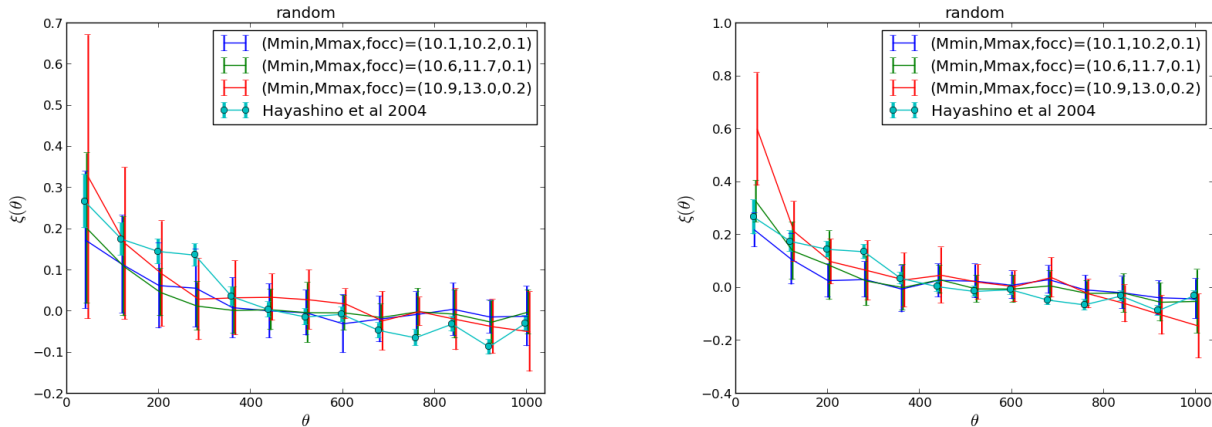 random
0.7
0.6
0.5
0.4
0.3
0.2
0.1
0.0
−0.1
−0.2
ξ(θ)
(Mmin,Mmax,focc)=(10.1,10.2,0.1)
(Mmin,Mmax,focc)=(10.6,11.7,0.1)
(Mmin,Mmax,focc)=(10.9,13.0,0.2)
Hayashino et al 2004
0 200 400 600 800 1000
θ
random
1.0
0.8
0.6
0.4
0.2
0.0
−0.2
−0.4
ξ(θ)
(Mmin,Mmax,focc)=(10.1,10.2,0.1)
(Mmin,Mmax,focc)=(10.6,11.7,0.1)
(Mmin,Mmax,focc)=(10.9,13.0,0.2)
Hayashino et al 2004
0 200 400 600 800 1000
θ